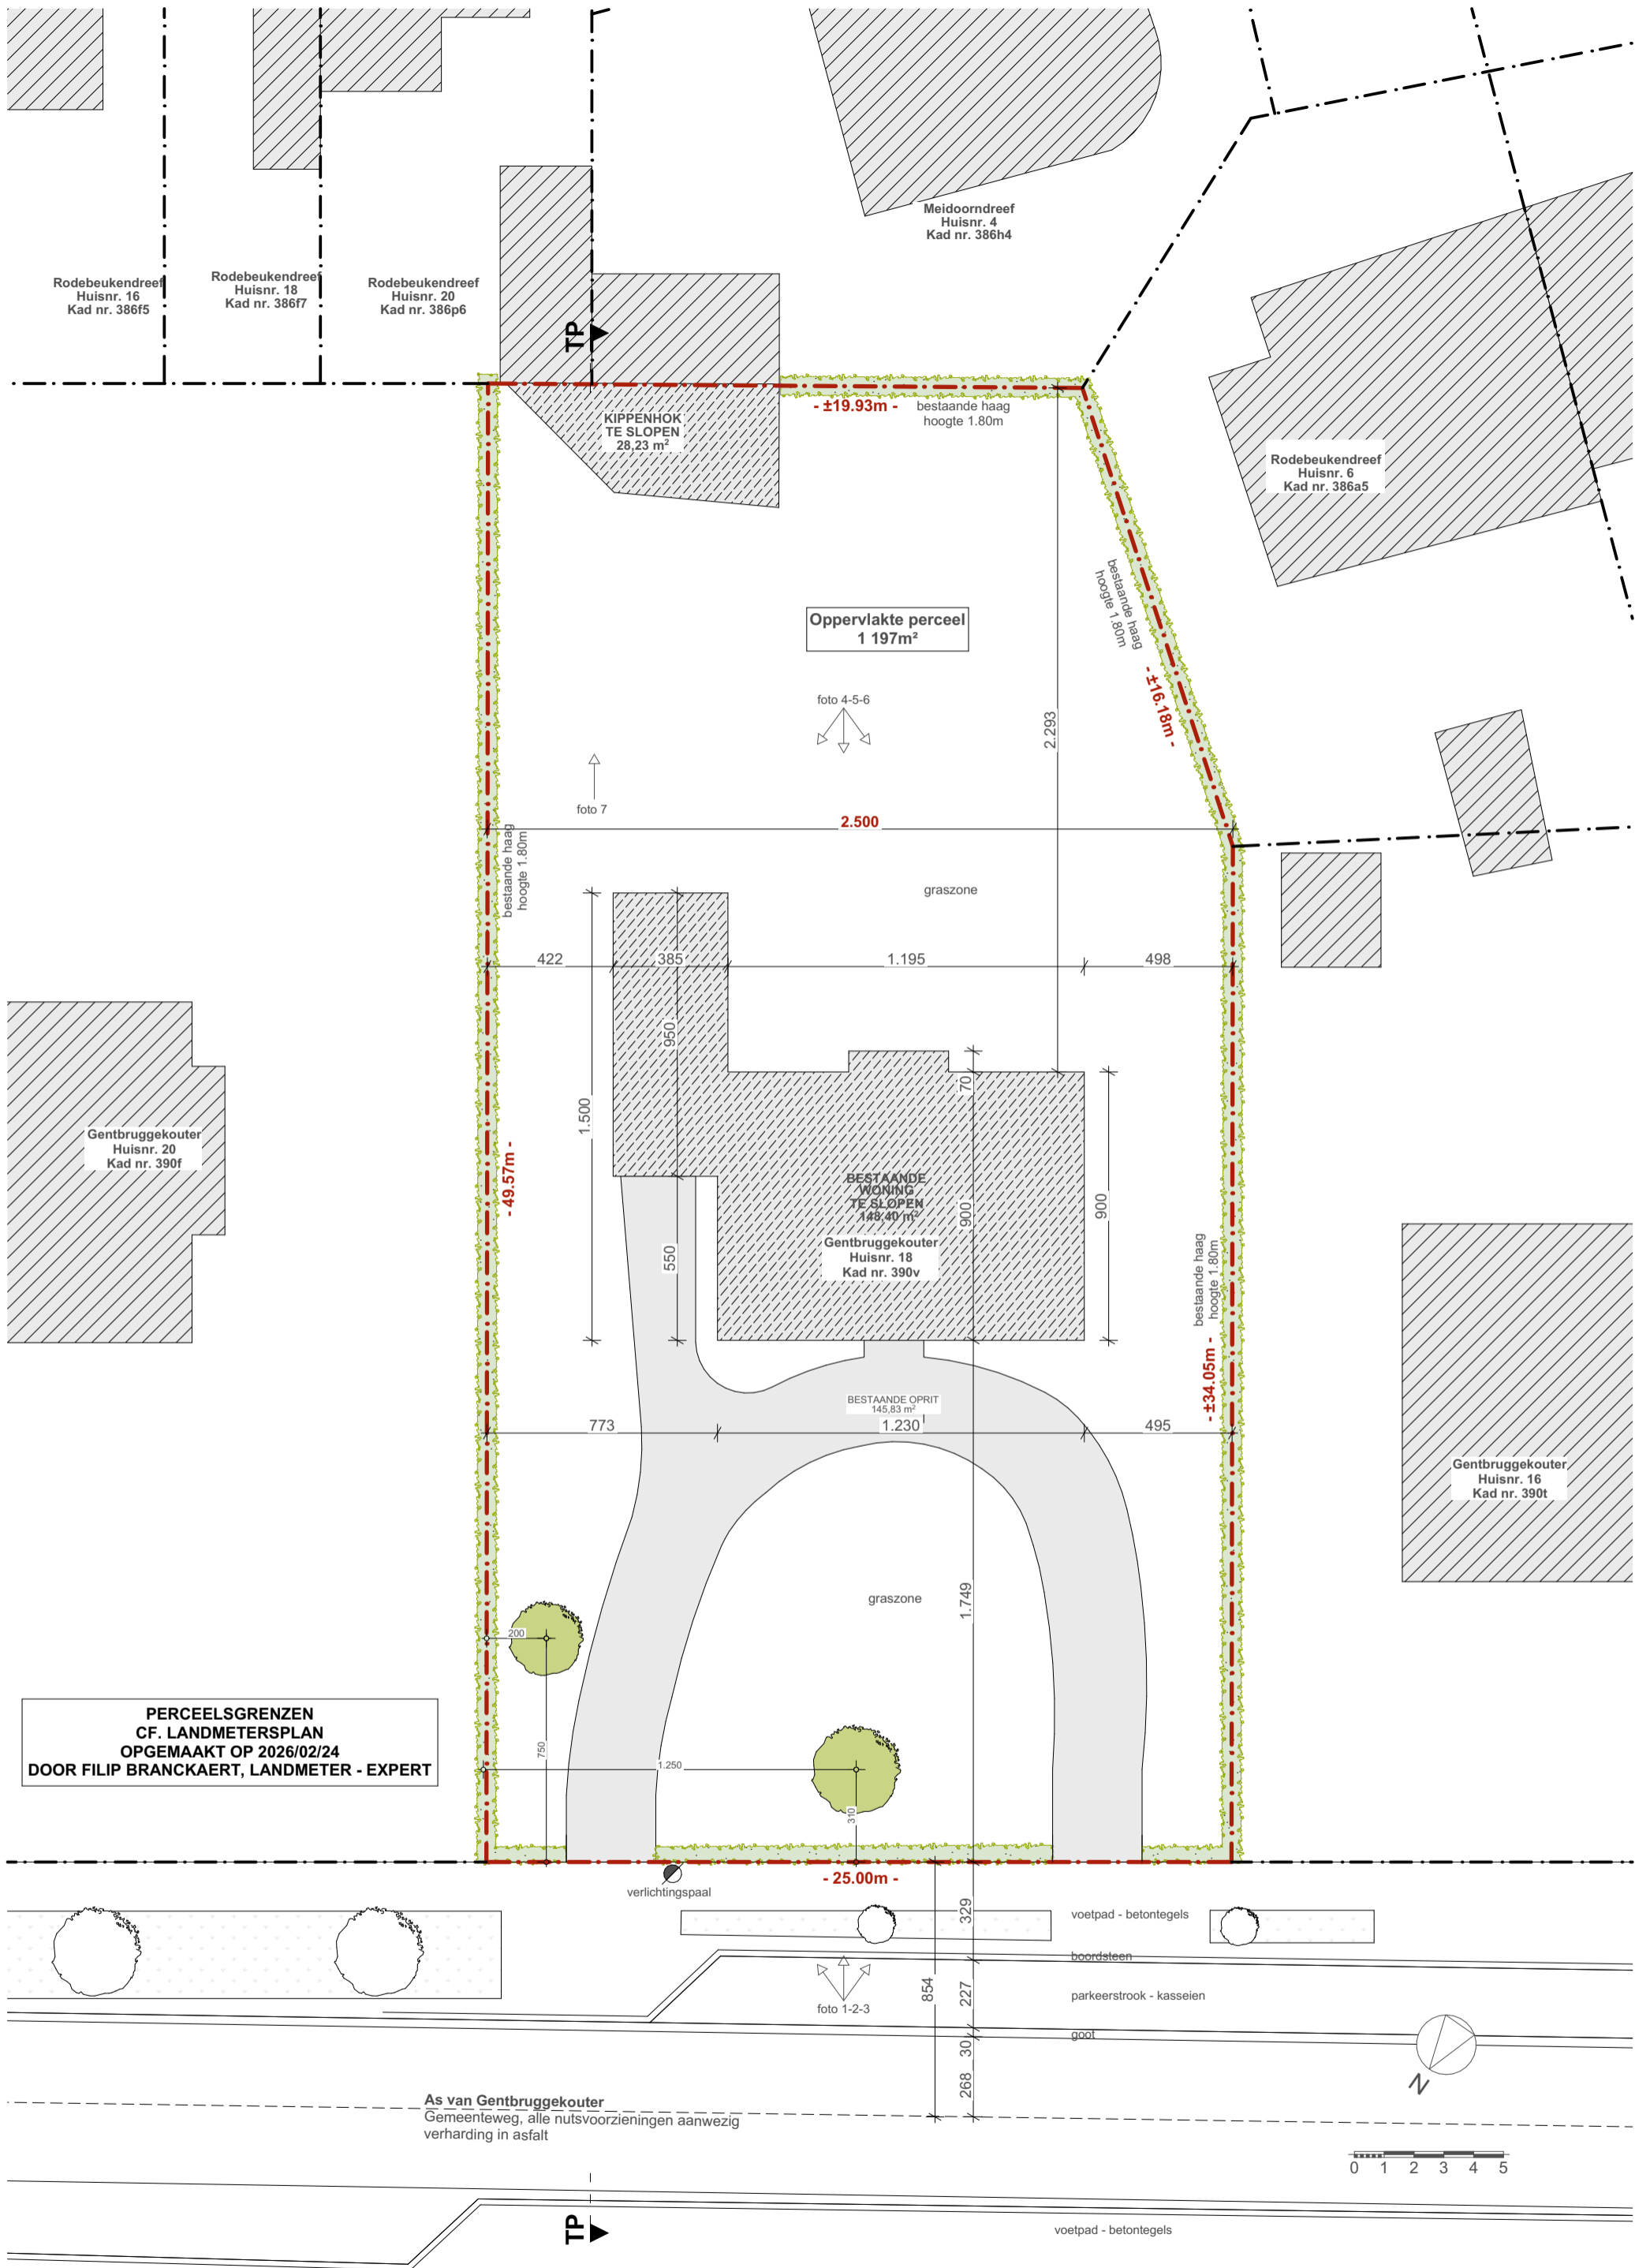 Meidoorndreef
Huisnr. 4
Kad nr. 386h4
Rodebeukendreef
Huisnr. 16
Kad nr. 386f5
Rodebeukendreef
Huisnr. 18
Kad nr. 386f7
Rodebeukendreef
Huisnr. 20
Kad nr. 386p6
TP
KIPPENHOK
TE SLOPEN
28,23 m²
- ±19.93m -
bestaande haag
hoogte 1.80m
Rodebeukendreef
Huisnr. 6
Kad nr. 386a5
bestaande haag
hoogte 1.80m
- ±16.18m -
Oppervlakte perceel
1 197m²
foto 4-5-6
2.293
foto 7
2.500
bestaande haag
hoogte 1.80m
graszone
422
385
1.195
498
950
1.500
70
Gentbruggekouter
Huisnr. 20
Kad nr. 390f
- 49.57m -
BESTAANDE
WONING
TE SLOPEN
148,40 m²
Gentbruggekouter
Huisnr. 18
Kad nr. 390v
900
900
550
bestaande haag
hoogte 1.80m
- ±34.05m -
BESTAANDE OPRIT
145,83 m²
773
1.230
495
Gentbruggekouter
Huisnr. 16
Kad nr. 390t
graszone
1.749
200
750
1.250
310
PERCEELSGRENZEN
CF. LANDMETERSPLAN
OPGEMAAKT OP 2026/02/24
DOOR FILIP BRANCKAERT, LANDMETER - EXPERT
- 25.00m -
verlichtingspaal
329
voetpad - betontegels
boordsteen
854
227
parkeerstrook - kasseien
foto 1-2-3
goot
30
268
N
As van Gentbruggekouter
Gemeenteweg, alle nutsvoorzieningen aanwezig
verharding in asfalt
0 1 2 3 4 5
TP
voetpad - betontegels